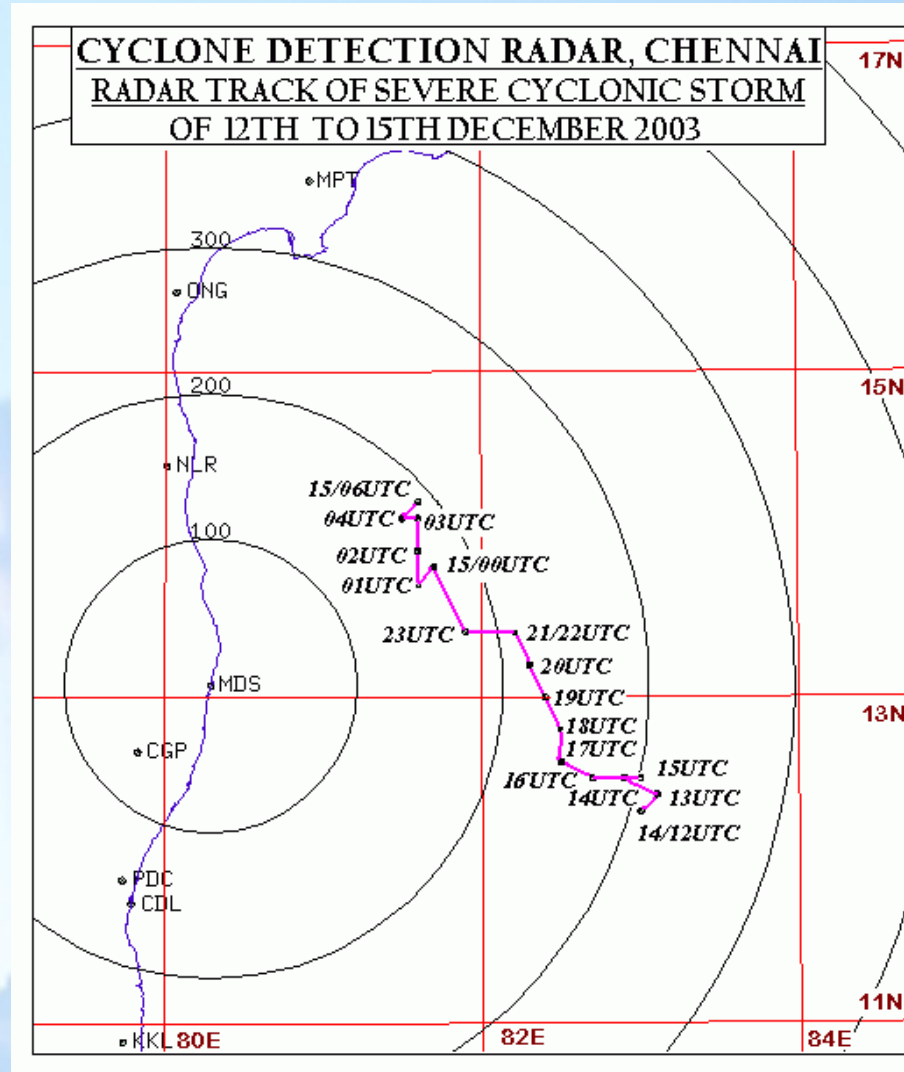 CYCLONE DETECTION RADAR, CHENNAI
RADAR TRACK OF SEVERE CYCLONIC STORM
OF 12TH TO 15TH DECEMBER 2003
17N
MPT
300
ONG
15N
200
NLR
15/06UTC
04UTC 03UTC
100
02UTC
15/00UTC
01UTC
23UTC 21/22UTC
20UTC
MDS
19UTC
13N
18UTC
17UTC
CGP
16UTC 15UTC
14UTC 13UTC
14/12UTC
PDC
CDL
11N
KKL 80E 82E 84E